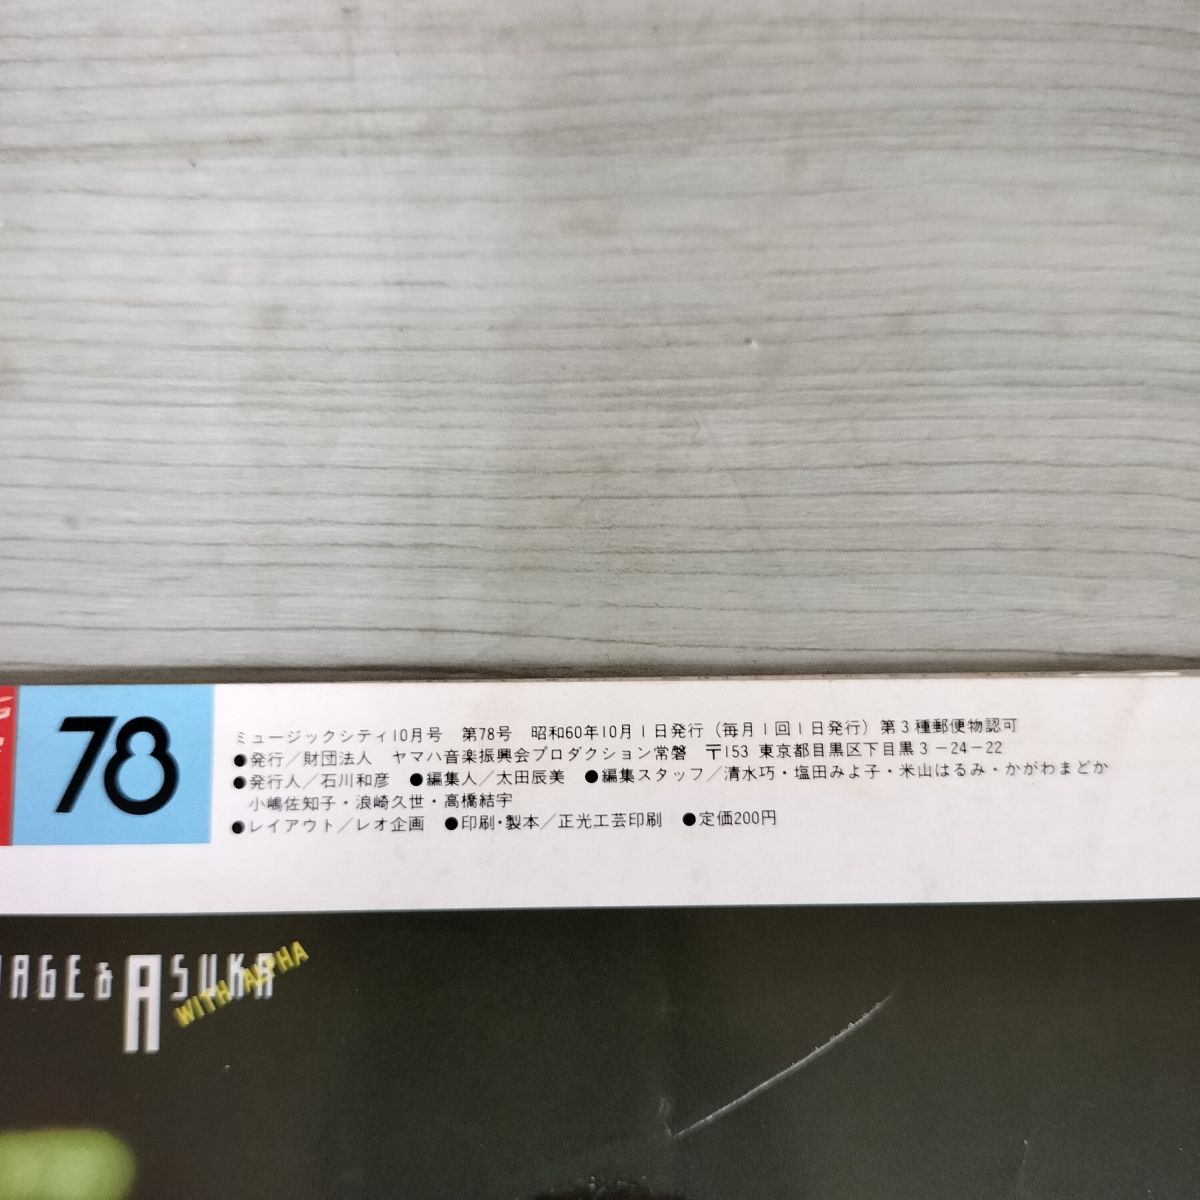 78
ミュージックシティ10月号 第78号 昭和60年10月1日発行（毎月1回1日発行）第3種郵便物認可
●発行／財団法人 ヤマハ音楽振興会プロダクション常磐 〒153 東京都目黒区下目黒3-24-22
●発行人／石川和彦 ●編集人／太田辰美 ●編集スタッフ／清水巧・塩田みよ子・米山はるみ・かがわまどか
小嶋佐知子・浪崎久世・高橋結宇
●レイアウト／レオ企画 ●印刷・製本／正光工芸印刷 ●定価200円
AGE & ASUKA
WITH ALPHA